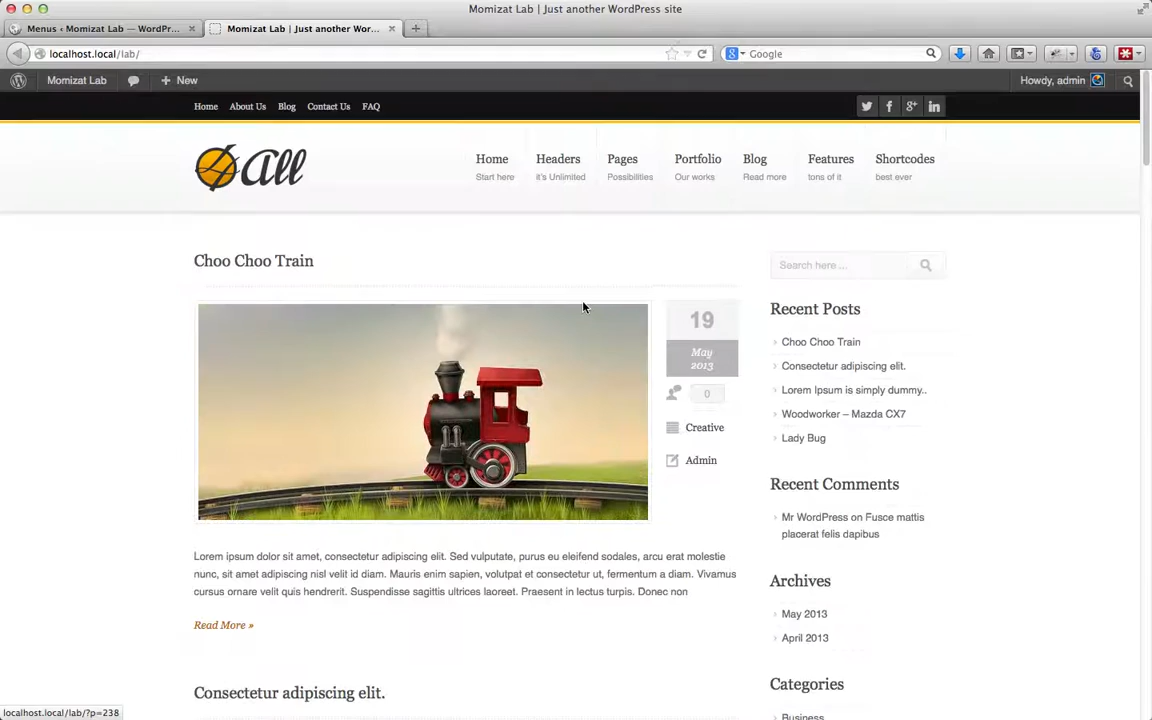 Momizat Lab | Just another WordPress site
Menus ‹ Momizat Lab — WordPr...
Momizat Lab | Just another Wor...
localhost.local/lab/
Google
Momizat Lab
New
Howdy, admin
Home
About Us
Blog
Contact Us
FAQ
4All
Home
Headers
Pages
Portfolio
Blog
Features
Shortcodes
Start here
it's Unlimited
Possibilities
Our works
Read more
tons of it
best ever
Choo Choo Train
19
May
2013
0
Creative
Admin
Lorem ipsum dolor sit amet, consectetur adipiscing elit. Sed vulputate, purus eu eleifend sodales, arcu erat molestie
nunc, sit amet adipiscing nisl velit id diam. Mauris enim sapien, volutpat et consectetur ut, fermentum a diam. Vivamus
cursus ornare velit quis hendrerit. Suspendisse sagittis ultrices laoreet. Praesent in lectus turpis. Donec non
Read More »
Consectetur adipiscing elit.
Search here ...
Recent Posts
Choo Choo Train
Consectetur adipiscing elit.
Lorem Ipsum is simply dummy..
Woodworker – Mazda CX7
Lady Bug
Recent Comments
Mr WordPress on Fusce mattis
placerat felis dapibus
Archives
May 2013
April 2013
Categories
Business
localhost.local/lab/?p=238